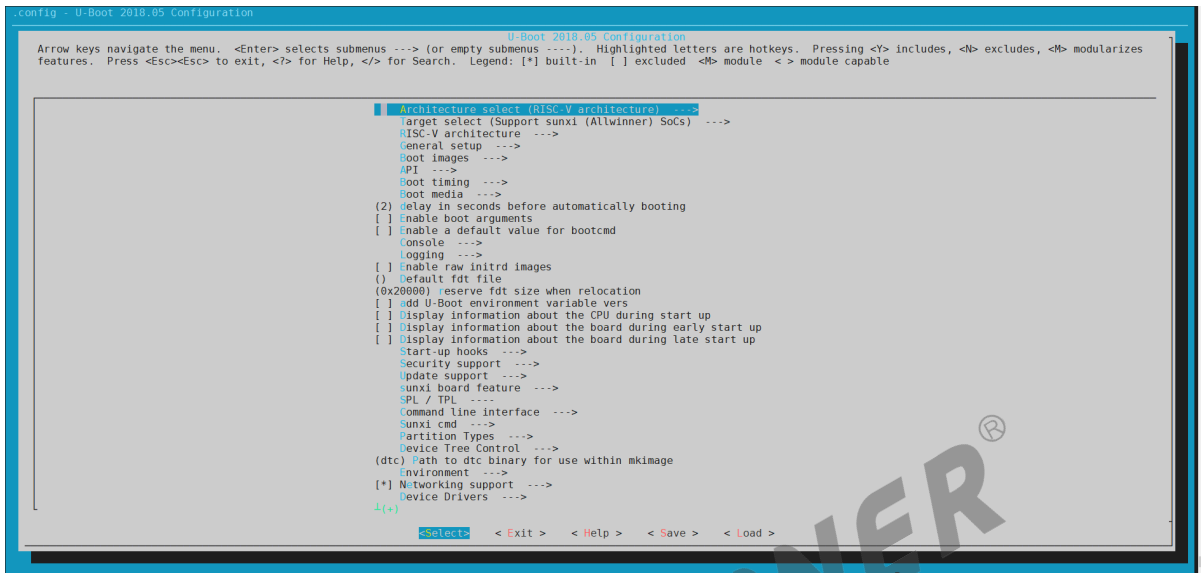 .config - U-Boot 2018.05 Configuration
U-Boot 2018.05 Configuration
Arrow keys navigate the menu. <Enter> selects submenus ---> (or empty submenus ----). Highlighted letters are hotkeys. Pressing <Y> includes, <N> excludes, <M> modularizes
features. Press <Esc><Esc> to exit, <?> for Help, </> for Search. Legend: [*] built-in [ ] excluded <M> module < > module capable
Architecture select (RISC-V architecture) --->
Target select (Support sunxi (Allwinner) SoCs) --->
RISC-V architecture --->
General setup --->
Boot images --->
API --->
Boot timing --->
Boot media --->
(2) delay in seconds before automatically booting
[ ] Enable boot arguments
[ ] Enable a default value for bootcmd
Console --->
Logging --->
[ ] Enable raw initrd images
() Default fdt file
(0x20000) reserve fdt size when relocation
[ ] add U-Boot environment variable vers
[ ] Display information about the CPU during start up
[ ] Display information about the board during early start up
[ ] Display information about the board during late start up
Start-up hooks --->
Security support --->
Update support --->
sunxi board feature --->
SPL / TPL ----
Command line interface --->
Sunxi cmd --->
Partition Types --->
Device Tree Control --->
(dtc) Path to dtc binary for use within mkimage
Environment --->
[*] Networking support --->
Device Drivers --->
┴(+)
<Select> < Exit > < Help > < Save > < Load >
NER®